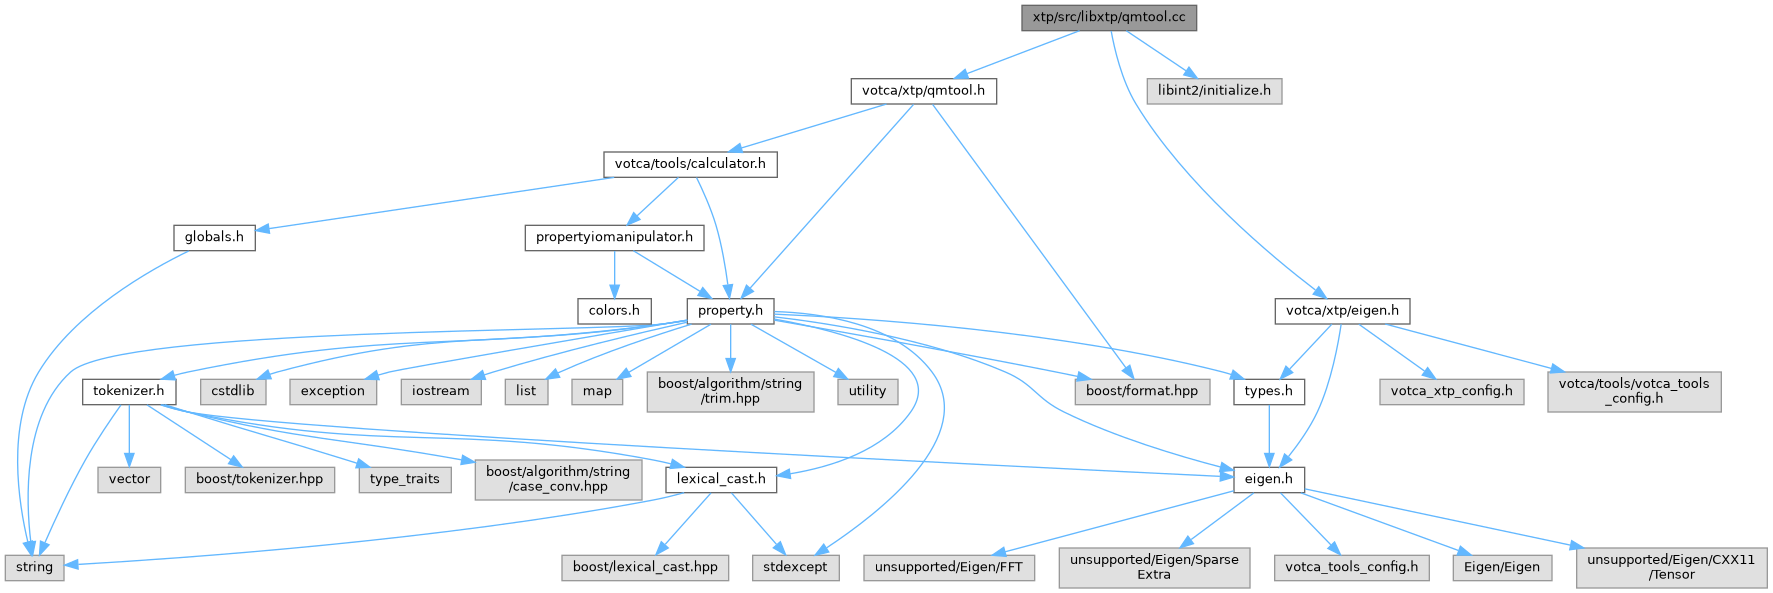 xtp/src/libxtp/qmtool.cc
votca/xtp/qmtool.h
libint2/initialize.h
votca/tools/calculator.h
globals.h
propertyiomanipulator.h
colors.h
property.h
votca/xtp/eigen.h
tokenizer.h
cstdlib
exception
iostream
list
map
boost/algorithm/string
/trim.hpp
utility
boost/format.hpp
types.h
votca_xtp_config.h
votca/tools/votca_tools
_config.h
vector
boost/tokenizer.hpp
type_traits
boost/algorithm/string
/case_conv.hpp
lexical_cast.h
eigen.h
string
boost/lexical_cast.hpp
stdexcept
unsupported/Eigen/FFT
unsupported/Eigen/Sparse
Extra
votca_tools_config.h
Eigen/Eigen
unsupported/Eigen/CXX11
/Tensor